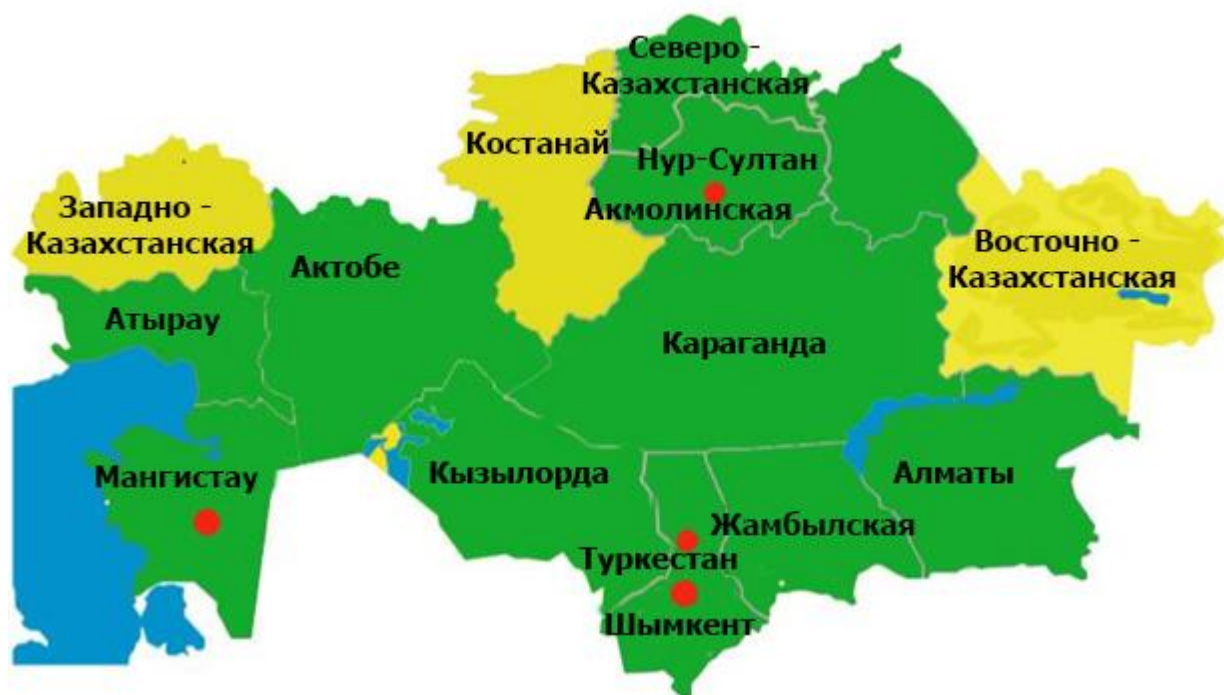 Северо -
Казахстанская
Костанай
Нур-Султан
Акмолинская
Западно -
Казахстанская
Актобе
Восточно -
Казахстанская
Атырау
Караганда
Мангистау
Кызылорда
Алматы
Жамбылская
Туркестан
Шымкент